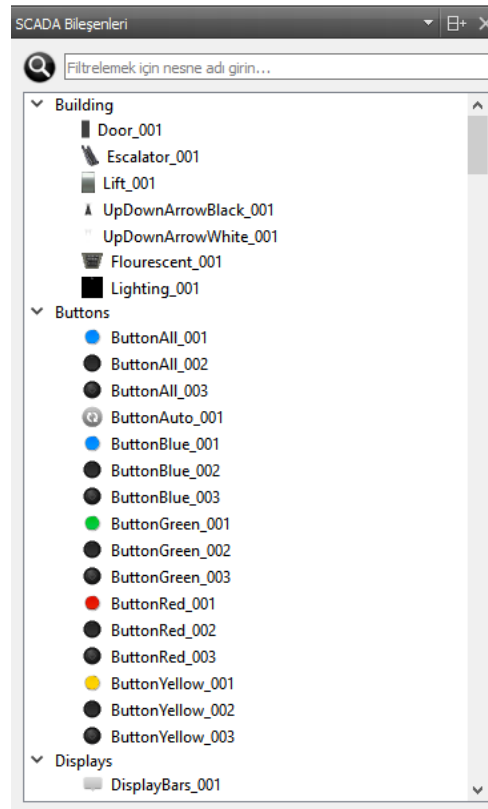 SCADA Bileşenleri
Filtrelemek için nesne adı girin...
Building
Door_001
Escalator_001
Lift_001
UpDownArrowBlack_001
UpDownArrowWhite_001
Flourescent_001
Lighting_001
Buttons
ButtonAll_001
ButtonAll_002
ButtonAll_003
ButtonAuto_001
ButtonBlue_001
ButtonBlue_002
ButtonBlue_003
ButtonGreen_001
ButtonGreen_002
ButtonGreen_003
ButtonRed_001
ButtonRed_002
ButtonRed_003
ButtonYellow_001
ButtonYellow_002
ButtonYellow_003
Displays
DisplayBars_001